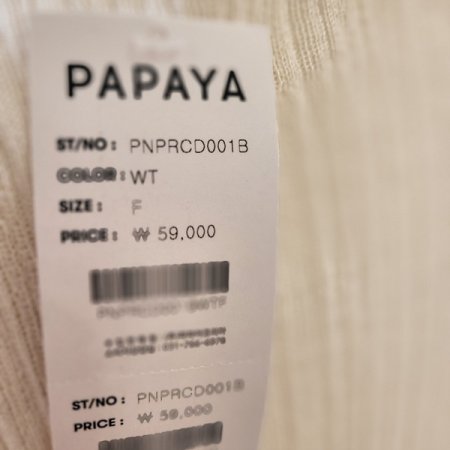 PAPAYA
ST/NO : PNPRCD001B
COLOR : WT
SIZE : F
PRICE : ₩ 59,000
ST/NO : PNPRCD001B
PRICE : ₩ 59,000